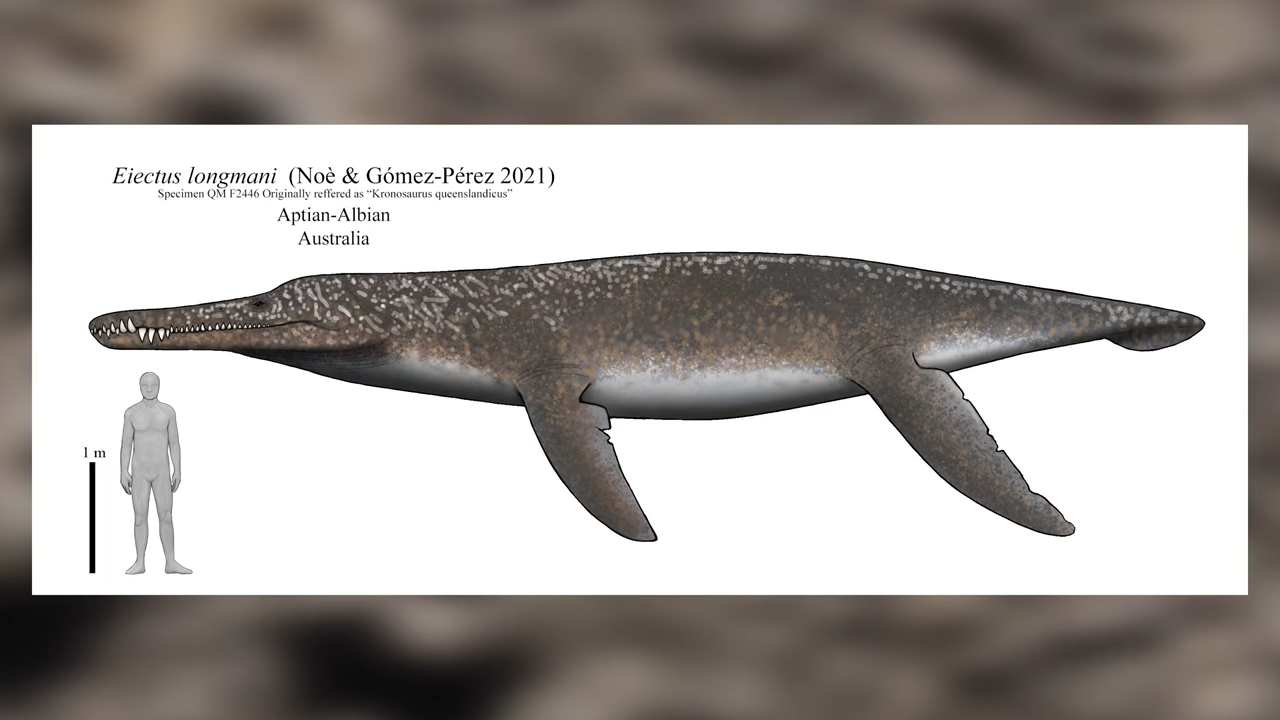 Eiectus longmani (Noè & Gómez-Pérez 2021)
Specimen QM F2446 Originally reffered as “Kronosaurus queenslandicus”
Aptian-Albian
Australia
1 m